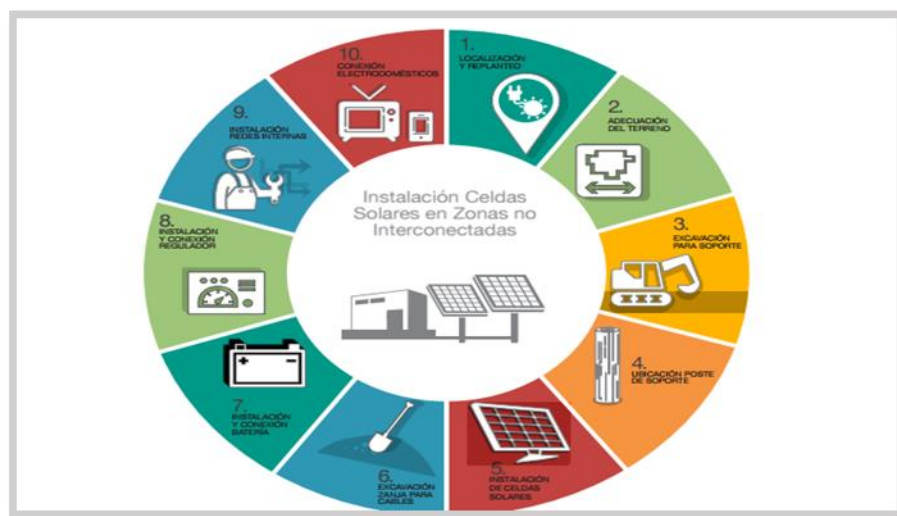 Instalación Celdas
Solares en Zonas no
Interconectadas
1.
LOCALIZACIÓN
Y REPLANTEO
2.
ADECUACIÓN
DEL TERRENO
3.
EXCAVACIÓN
PARA SOPORTE
4.
UBICACIÓN POSTE
DE SOPORTE
5.
INSTALACIÓN
DE CELDAS
SOLARES
6.
EXCAVACIÓN
ZANJA PARA
CABLES
7.
INSTALACIÓN
Y CONEXIÓN
BATERÍA
8.
INSTALACIÓN
Y CONEXIÓN
REGULADOR
9.
INSTALACIÓN
REDES INTERNAS
10.
CONEXIÓN
ELECTRODOMÉSTICOS